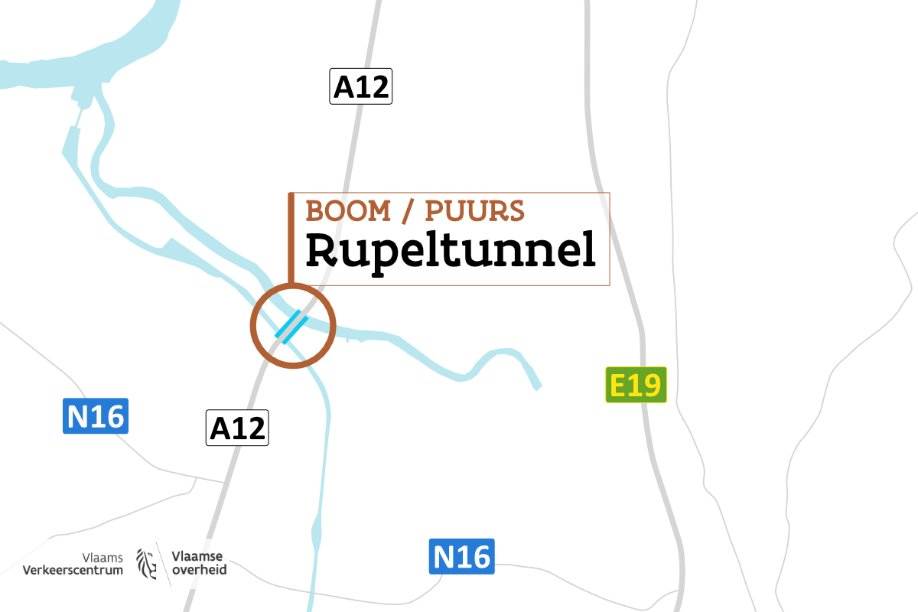 A12
BOOM / PUURS
Rupeltunnel
E19
N16
A12
N16
Vlaams
Verkeerscentrum
Vlaamse
overheid